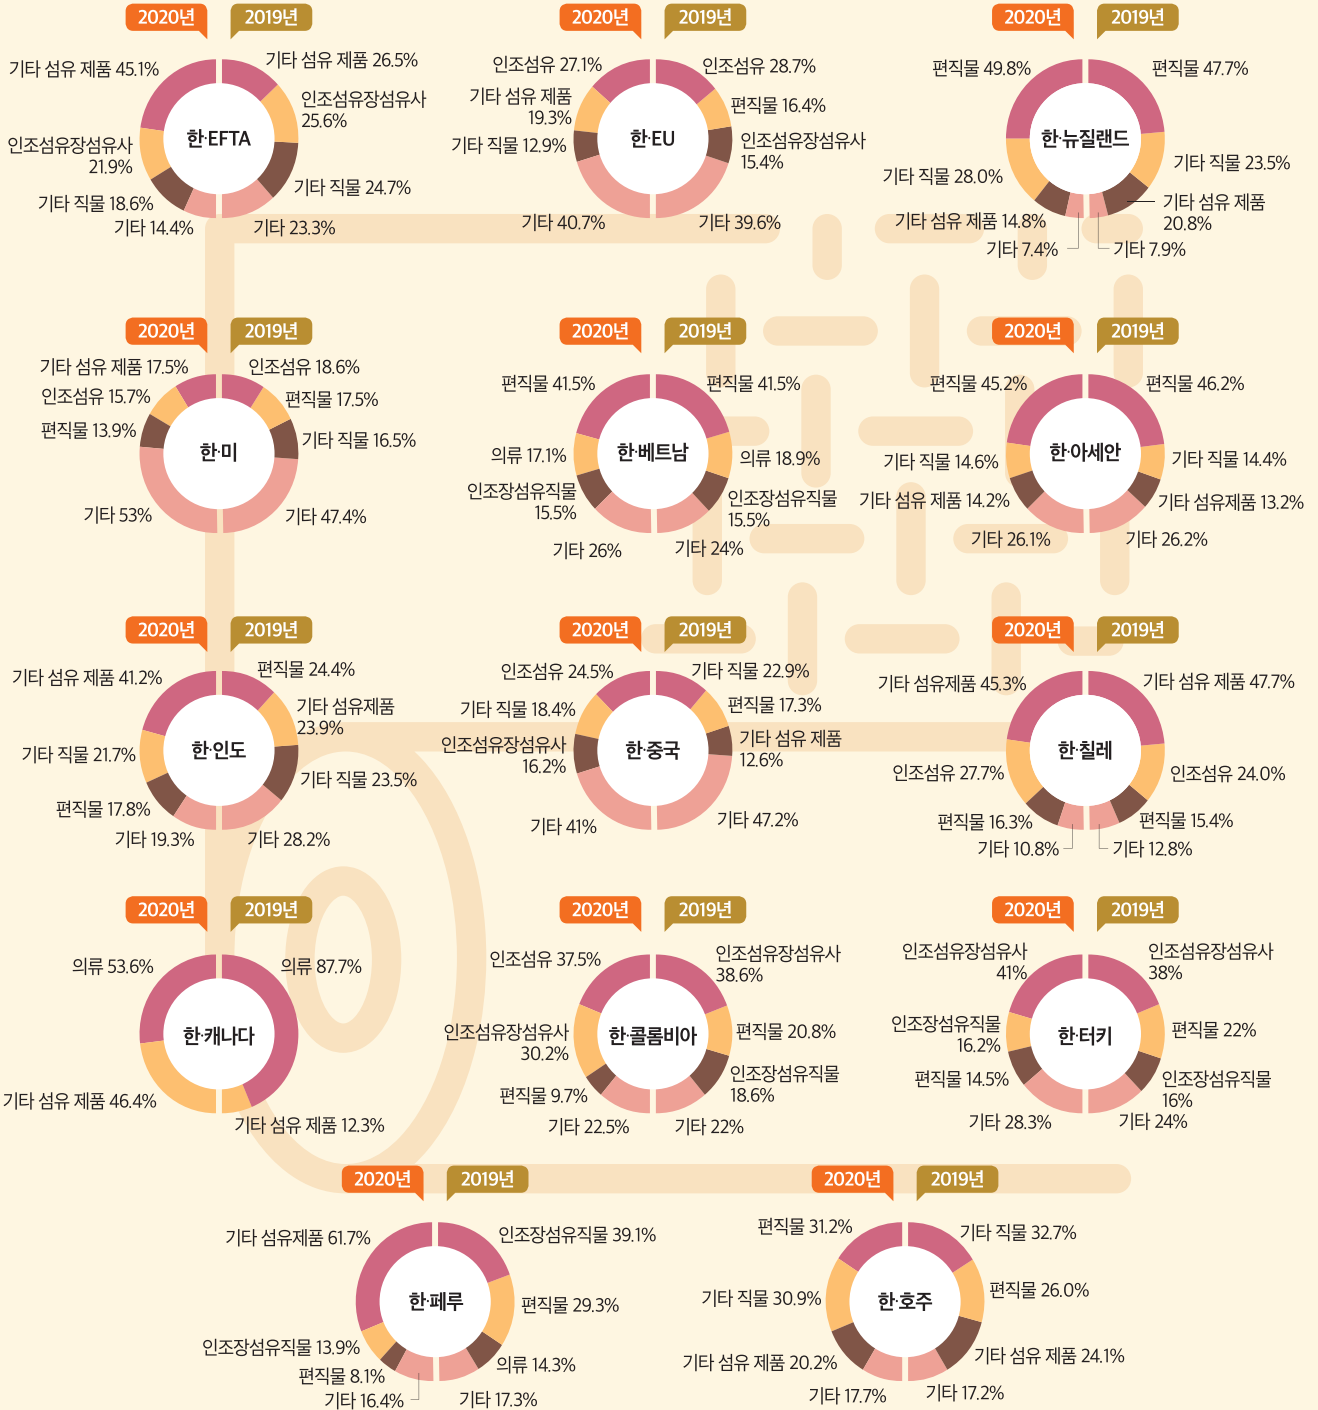 2020년
2019년
기타 섬유 제품 45.1%
기타 섬유 제품 26.5%
인조섬유장섬유사
25.6%
인조섬유장섬유사
21.9%
기타 직물 24.7%
기타 직물 18.6%
기타 14.4%
기타 23.3%
한·EFTA
2020년
2019년
인조섬유 27.1%
인조섬유 28.7%
기타 섬유 제품
19.3%
편직물 16.4%
기타 직물 12.9%
인조섬유장섬유사
15.4%
기타 40.7%
기타 39.6%
한·EU
2020년
2019년
편직물 49.8%
편직물 47.7%
기타 직물 28.0%
기타 직물 23.5%
기타 섬유 제품 14.8%
기타 섬유 제품
20.8%
기타 7.4%
기타 7.9%
한·뉴질랜드
2020년
2019년
기타 섬유 제품 17.5%
인조섬유 18.6%
인조섬유 15.7%
편직물 17.5%
편직물 13.9%
기타 직물 16.5%
기타 53%
기타 47.4%
한·미
2020년
2019년
편직물 41.5%
편직물 41.5%
의류 17.1%
의류 18.9%
인조장섬유직물
15.5%
인조장섬유직물
15.5%
기타 26%
기타 24%
한·베트남
2020년
2019년
편직물 45.2%
편직물 46.2%
기타 직물 14.6%
기타 직물 14.4%
기타 섬유 제품 14.2%
기타 섬유제품 13.2%
기타 26.1%
기타 26.2%
한·아세안
2020년
2019년
기타 섬유 제품 41.2%
편직물 24.4%
기타 섬유제품
23.9%
기타 직물 21.7%
기타 직물 23.5%
편직물 17.8%
기타 19.3%
기타 28.2%
한·인도
2020년
2019년
인조섬유 24.5%
기타 직물 22.9%
기타 직물 18.4%
편직물 17.3%
인조섬유장섬유사
16.2%
기타 섬유 제품
12.6%
기타 41%
기타 47.2%
한·중국
2020년
2019년
기타 섬유제품 45.3%
기타 섬유 제품 47.7%
인조섬유 27.7%
인조섬유 24.0%
편직물 16.3%
편직물 15.4%
기타 10.8%
기타 12.8%
한·칠레
2020년
2019년
의류 53.6%
의류 87.7%
기타 섬유 제품 46.4%
기타 섬유 제품 12.3%
한·캐나다
2020년
2019년
인조섬유 37.5%
인조섬유장섬유사
38.6%
인조섬유장섬유사
30.2%
편직물 20.8%
편직물 9.7%
인조장섬유직물
18.6%
기타 22.5%
기타 22%
한·콜롬비아
2020년
2019년
인조섬유장섬유사
41%
인조섬유장섬유사
38%
인조장섬유직물
16.2%
편직물 22%
편직물 14.5%
인조장섬유직물
16%
기타 28.3%
기타 24%
한·터키
2020년
2019년
기타 섬유제품 61.7%
인조장섬유직물 39.1%
편직물 29.3%
인조장섬유직물 13.9%
의류 14.3%
편직물 8.1%
기타 16.4%
기타 17.3%
한·페루
2020년
2019년
편직물 31.2%
기타 직물 32.7%
기타 직물 30.9%
편직물 26.0%
기타 섬유 제품 20.2%
기타 섬유 제품 24.1%
기타 17.7%
기타 17.2%
한·호주